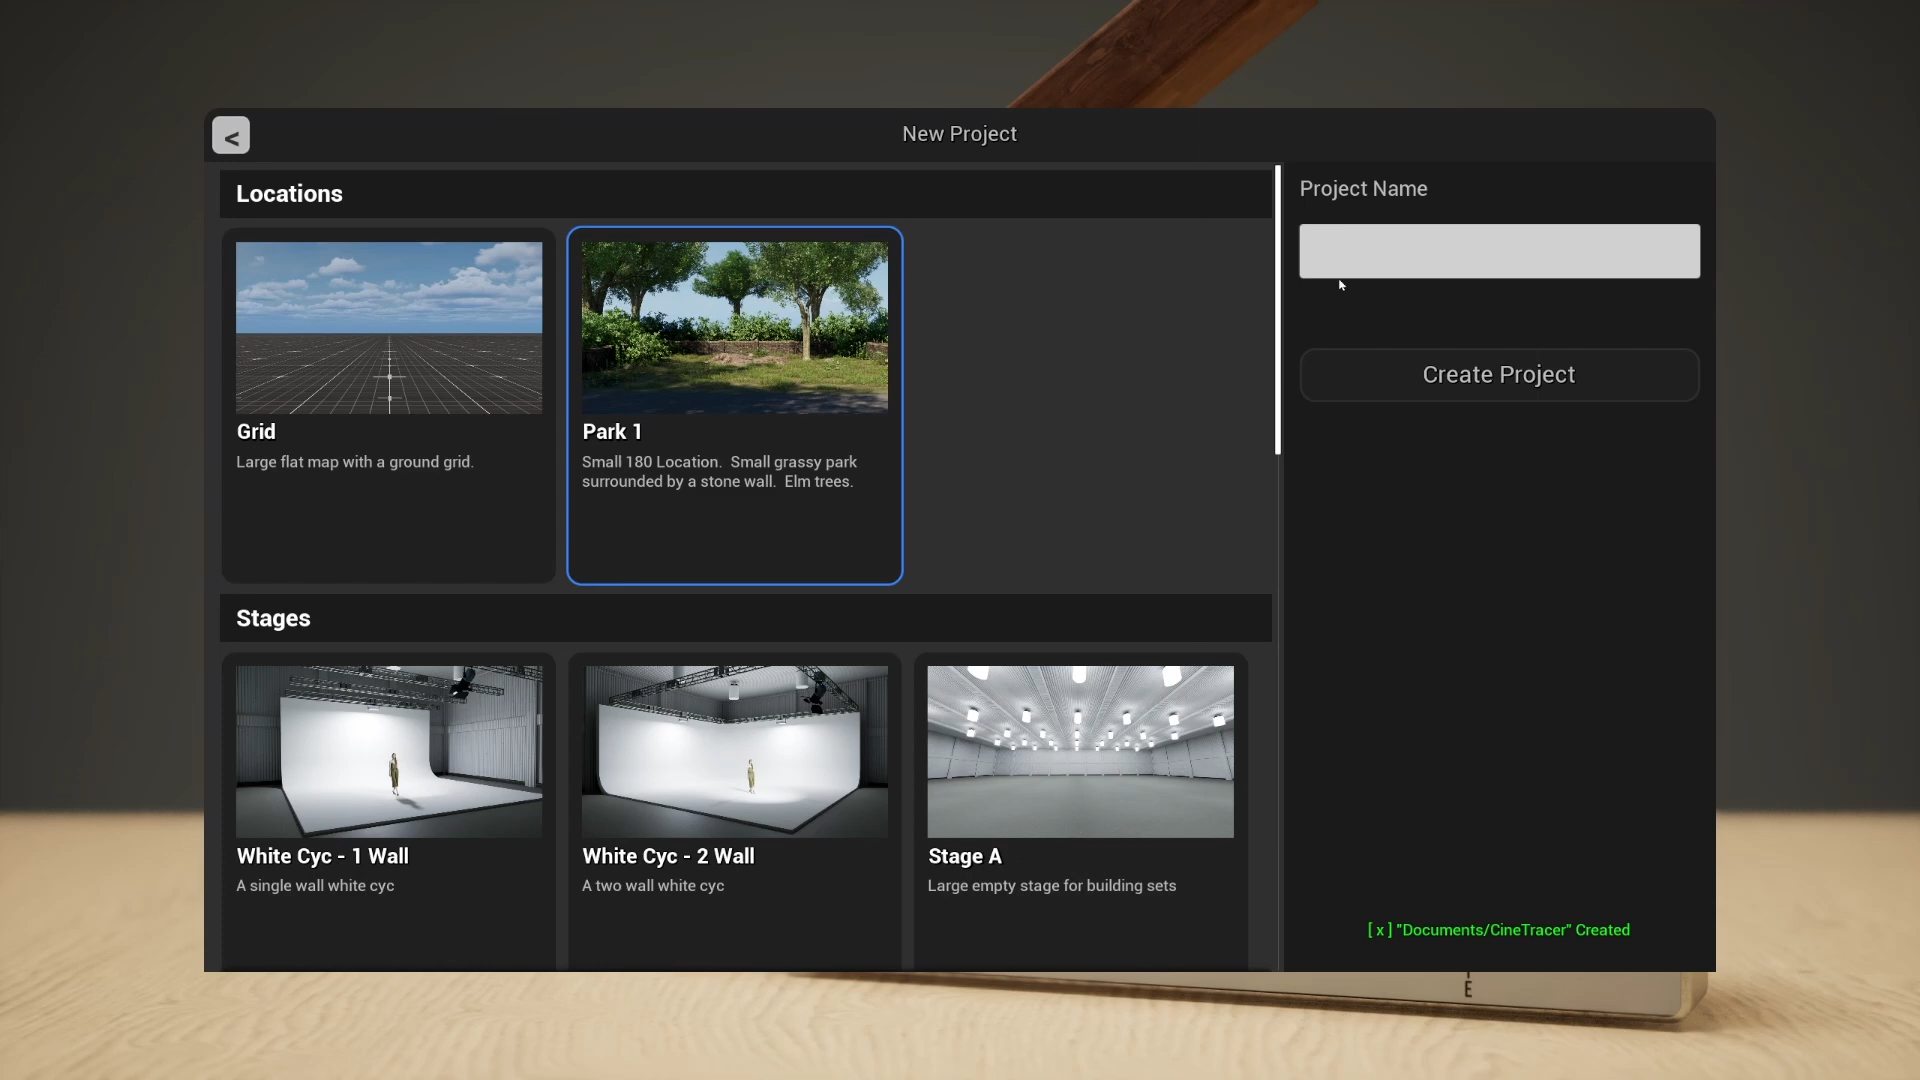 <
New Project
Locations
Project Name
Grid
Large flat map with a ground grid.
Park 1
Small 180 Location.  Small grassy park
surrounded by a stone wall.  Elm trees.
Create Project
Stages
White Cyc - 1 Wall
A single wall white cyc
White Cyc - 2 Wall
A two wall white cyc
Stage A
Large empty stage for building sets
[ x ] "Documents/CineTracer" Created
E